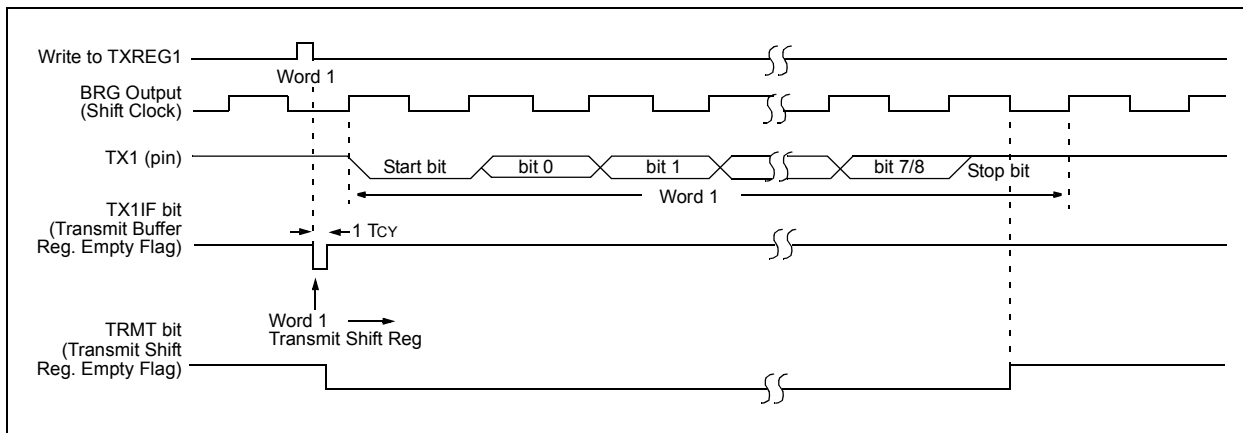 Write to TXREG1
Word 1
BRG Output
(Shift Clock)
TX1 (pin)
Start bit
bit 0
bit 1
bit 7/8
Stop bit
Word 1
TX1IF bit
(Transmit Buffer
Reg. Empty Flag)
1 TCY
Word 1
Transmit Shift Reg
TRMT bit
(Transmit Shift
Reg. Empty Flag)